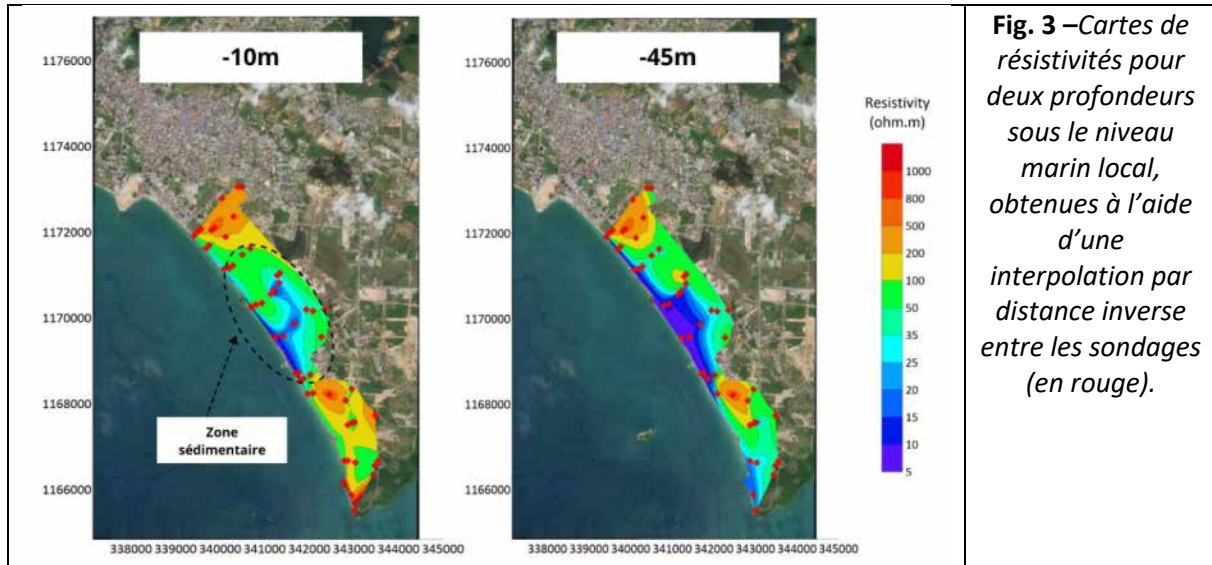 -10m
1176000
1174000
1172000
1170000
1168000
1166000
Zone
sédimentaire
338000 339000 340000 341000 342000 343000 344000 345000
-45m
1176000
1174000
1172000
1170000
1168000
1166000
338000 339000 340000 341000 342000 343000 344000 345000
Resistivity
(ohm.m)
1000
800
500
200
100
50
35
25
20
15
10
5
Fig. 3 –Cartes de
résistivités pour
deux profondeurs
sous le niveau
marin local,
obtenues à l’aide
d’une
interpolation par
distance inverse
entre les sondages
(en rouge).